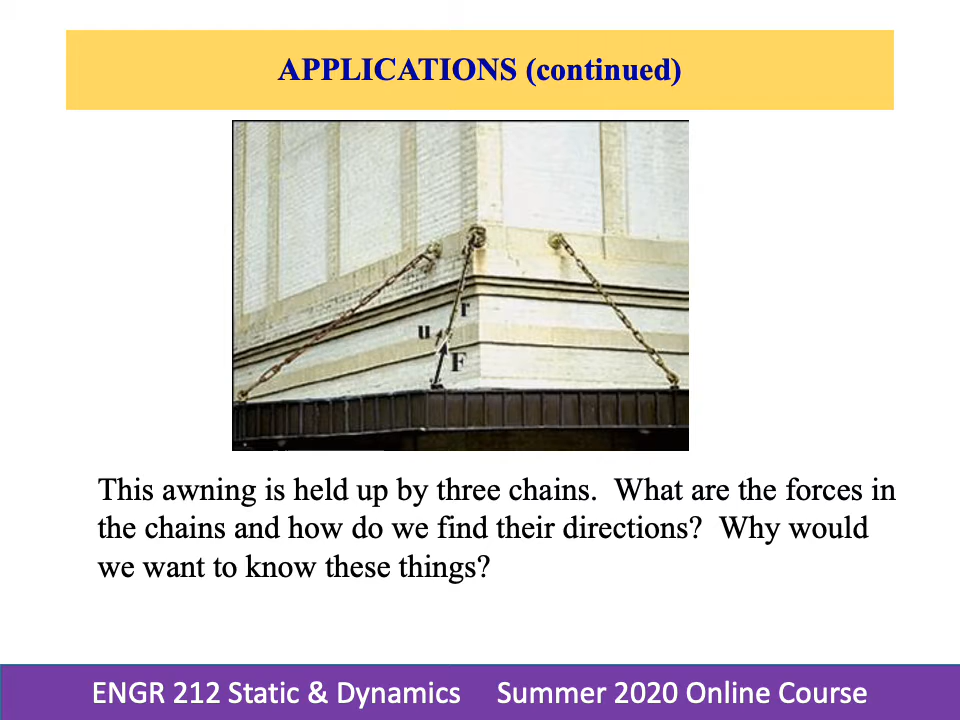 APPLICATIONS (continued)
r
u
F
This awning is held up by three chains.  What are the forces in
the chains and how do we find their directions?  Why would
we want to know these things?
ENGR 212 Static & Dynamics     Summer 2020 Online Course